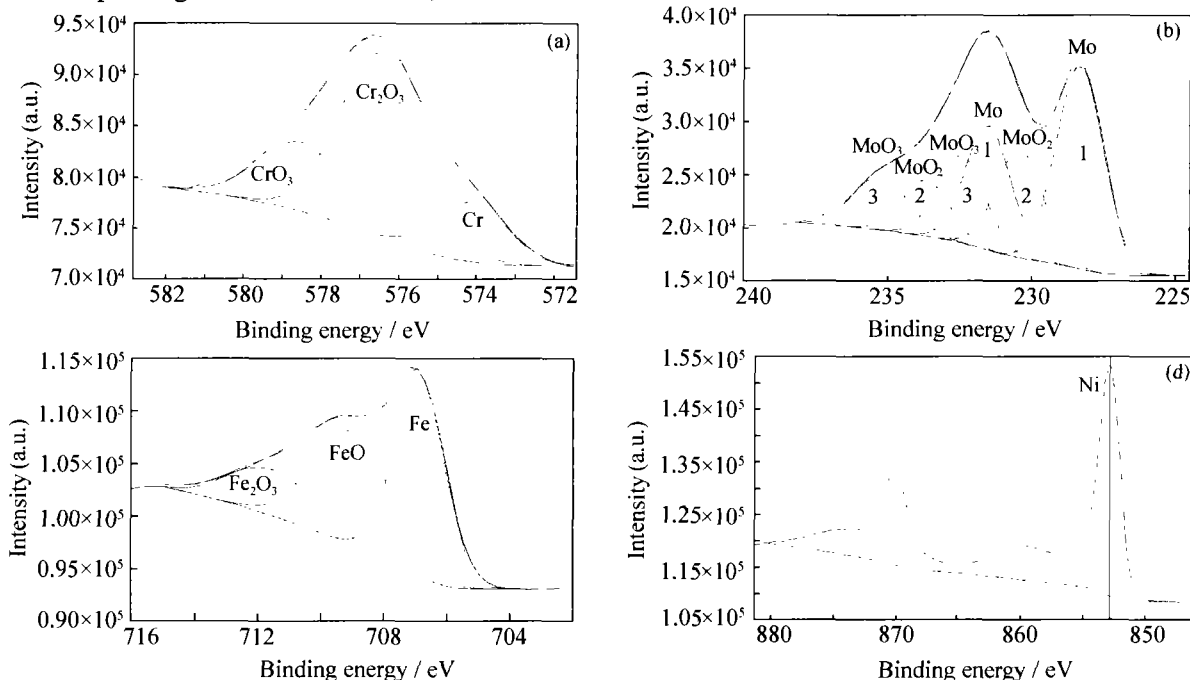 (a)
9.5×10⁴
9.0×10⁴
8.5×10⁴
8.0×10⁴
7.5×10⁴
7.0×10⁴
Intensity (a.u.)
Cr₂O₃
CrO₃
Cr
582 580 578 576 574 572
Binding energy / eV
(b)
4.0×10⁴
3.5×10⁴
3.0×10⁴
2.5×10⁴
2.0×10⁴
1.5×10⁴
Intensity (a.u.)
Mo
Mo
MoO₃ MoO₂ MoO₃ 1 MoO₂ 1
3 2 3 2
240 235 230 225
Binding energy / eV
1.15×10⁵
1.10×10⁵
1.05×10⁵
1.00×10⁵
0.95×10⁵
0.90×10⁵
Intensity (a.u.)
Fe
FeO
Fe₂O₃
716 712 708 704
Binding energy / eV
(d)
1.55×10⁵
1.45×10⁵
1.35×10⁵
1.25×10⁵
1.15×10⁵
1.05×10⁵
Intensity (a.u.)
Ni
880 870 860 850
Binding energy / eV